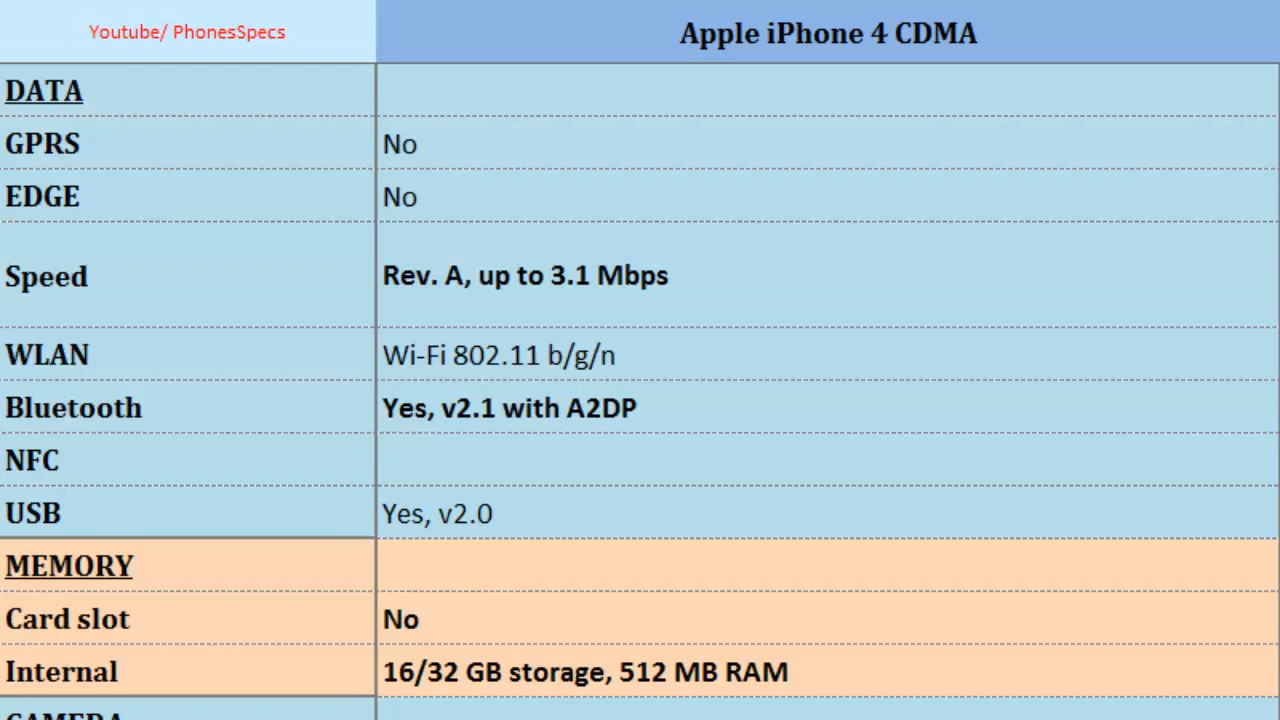 Youtube/ PhonesSpecs
Apple iPhone 4 CDMA
DATA
GPRS No
EDGE No
Speed Rev. A, up to 3.1 Mbps
WLAN Wi-Fi 802.11 b/g/n
Bluetooth Yes, v2.1 with A2DP
NFC
USB Yes, v2.0
MEMORY
Card slot No
Internal 16/32 GB storage, 512 MB RAM
CAMERA